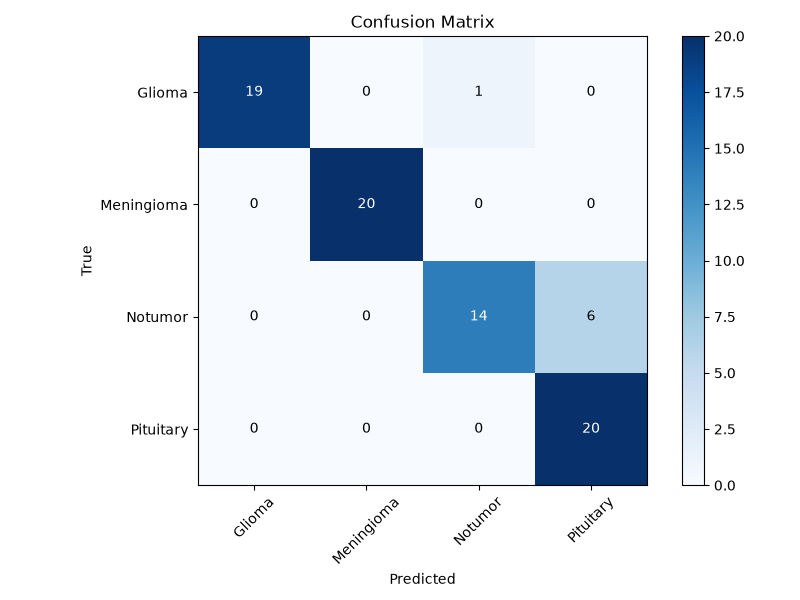 Confusion Matrix
True
Glioma 19 0 1 0
Meningioma 0 20 0 0
Notumor 0 0 14 6
Pituitary 0 0 0 20
Glioma Meningioma Notumor Pituitary
Predicted
20.0
17.5
15.0
12.5
10.0
7.5
5.0
2.5
0.0